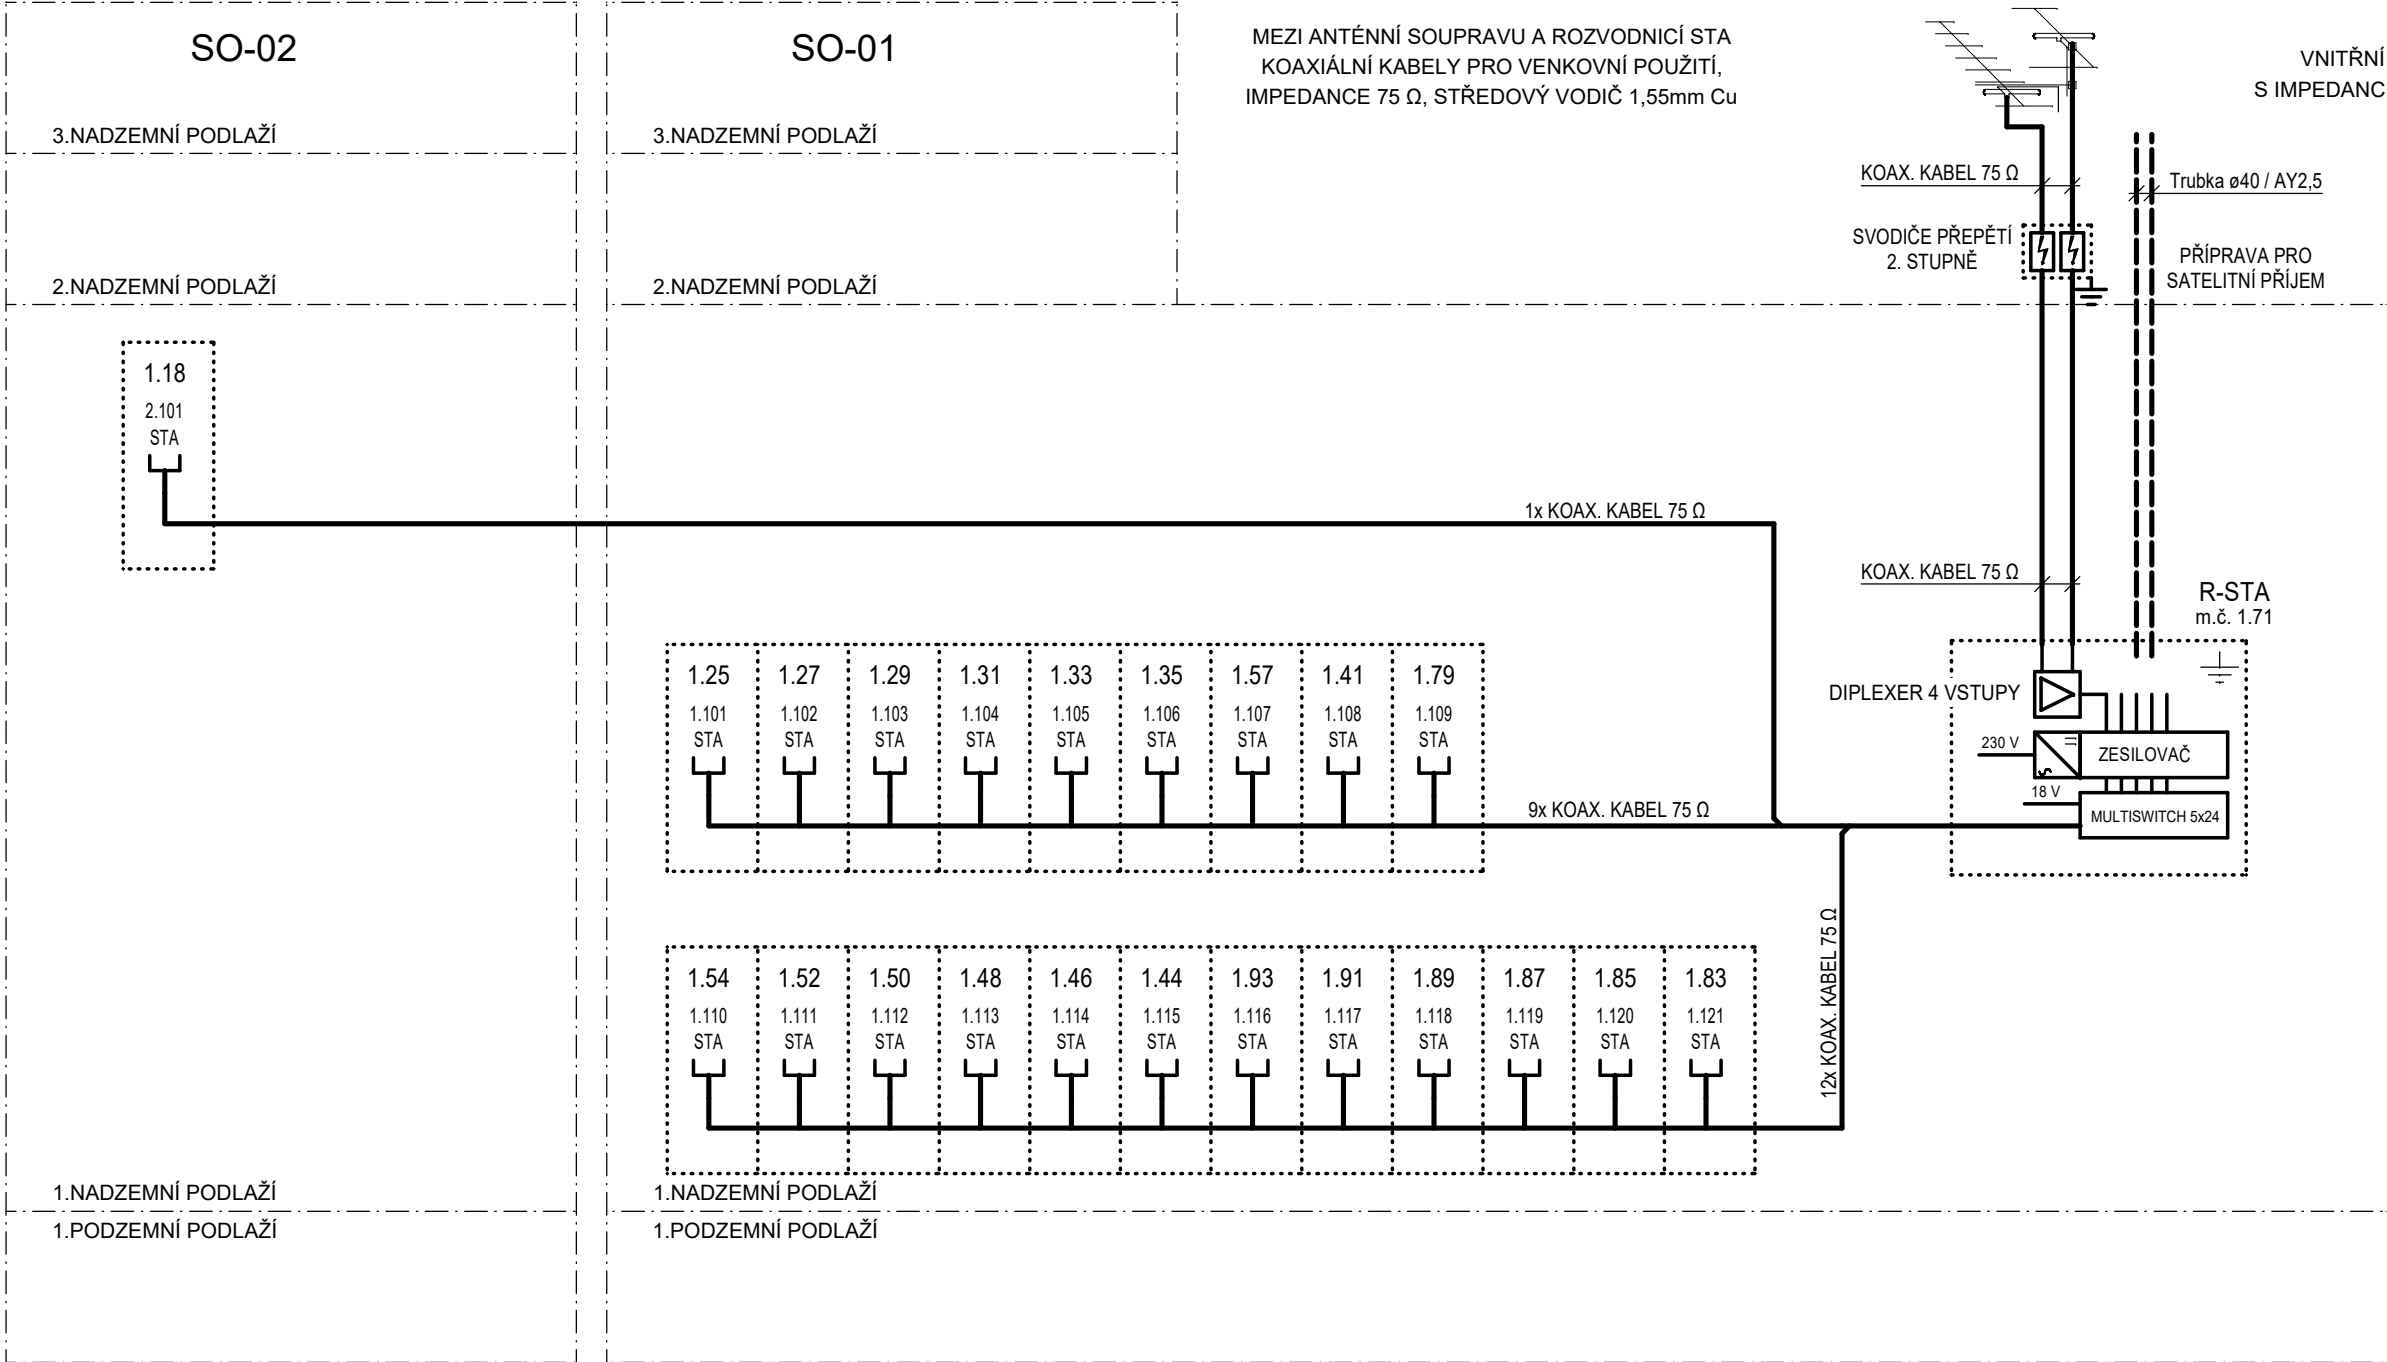 SO-02
SO-01
MEZI ANTÉNNÍ SOUPRAVU A ROZVODNICÍ STA
KOAXIÁLNÍ KABELY PRO VENKOVNÍ POUŽITÍ,
IMPEDANCE 75 Ω, STŘEDOVÝ VODIČ 1,55mm Cu
VNITŘNÍ
S IMPEDANC
3.NADZEMNÍ PODLAŽÍ
3.NADZEMNÍ PODLAŽÍ
KOAX. KABEL 75 Ω
Trubka ø40 / AY2,5
SVODIČE PŘEPĚTÍ
2. STUPNĚ
PŘÍPRAVA PRO
SATELITNÍ PŘÍJEM
2.NADZEMNÍ PODLAŽÍ
2.NADZEMNÍ PODLAŽÍ
1.18
2.101
STA
1x KOAX. KABEL 75 Ω
KOAX. KABEL 75 Ω
R-STA
m.č. 1.71
1.25 1.27 1.29 1.31 1.33 1.35 1.57 1.41 1.79
1.101 1.102 1.103 1.104 1.105 1.106 1.107 1.108 1.109
STA STA STA STA STA STA STA STA STA
DIPLEXER 4 VSTUPY
230 V
ZESILOVAČ
18 V
MULTISWITCH 5x24
9x KOAX. KABEL 75 Ω
12x KOAX. KABEL 75 Ω
1.54 1.52 1.50 1.48 1.46 1.44 1.93 1.91 1.89 1.87 1.85 1.83
1.110 1.111 1.112 1.113 1.114 1.115 1.116 1.117 1.118 1.119 1.120 1.121
STA STA STA STA STA STA STA STA STA STA STA STA
1.NADZEMNÍ PODLAŽÍ
1.NADZEMNÍ PODLAŽÍ
1.PODZEMNÍ PODLAŽÍ
1.PODZEMNÍ PODLAŽÍ